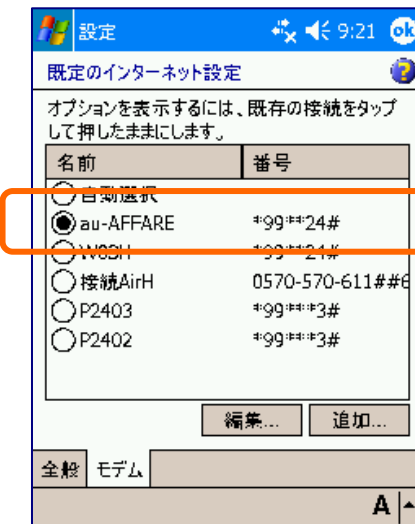 設定 9:21 ok
既定のインターネット設定
オプションを表示するには、既存の接続をタップ
して押したままにします。
名前 番号
自動選択
au-AFFARE *99**24#
W03H *99**24#
接続AirH 0570-570-611##6
P2403 *99***3#
P2402 *99***3#
編集... 追加...
全般 モデム
A